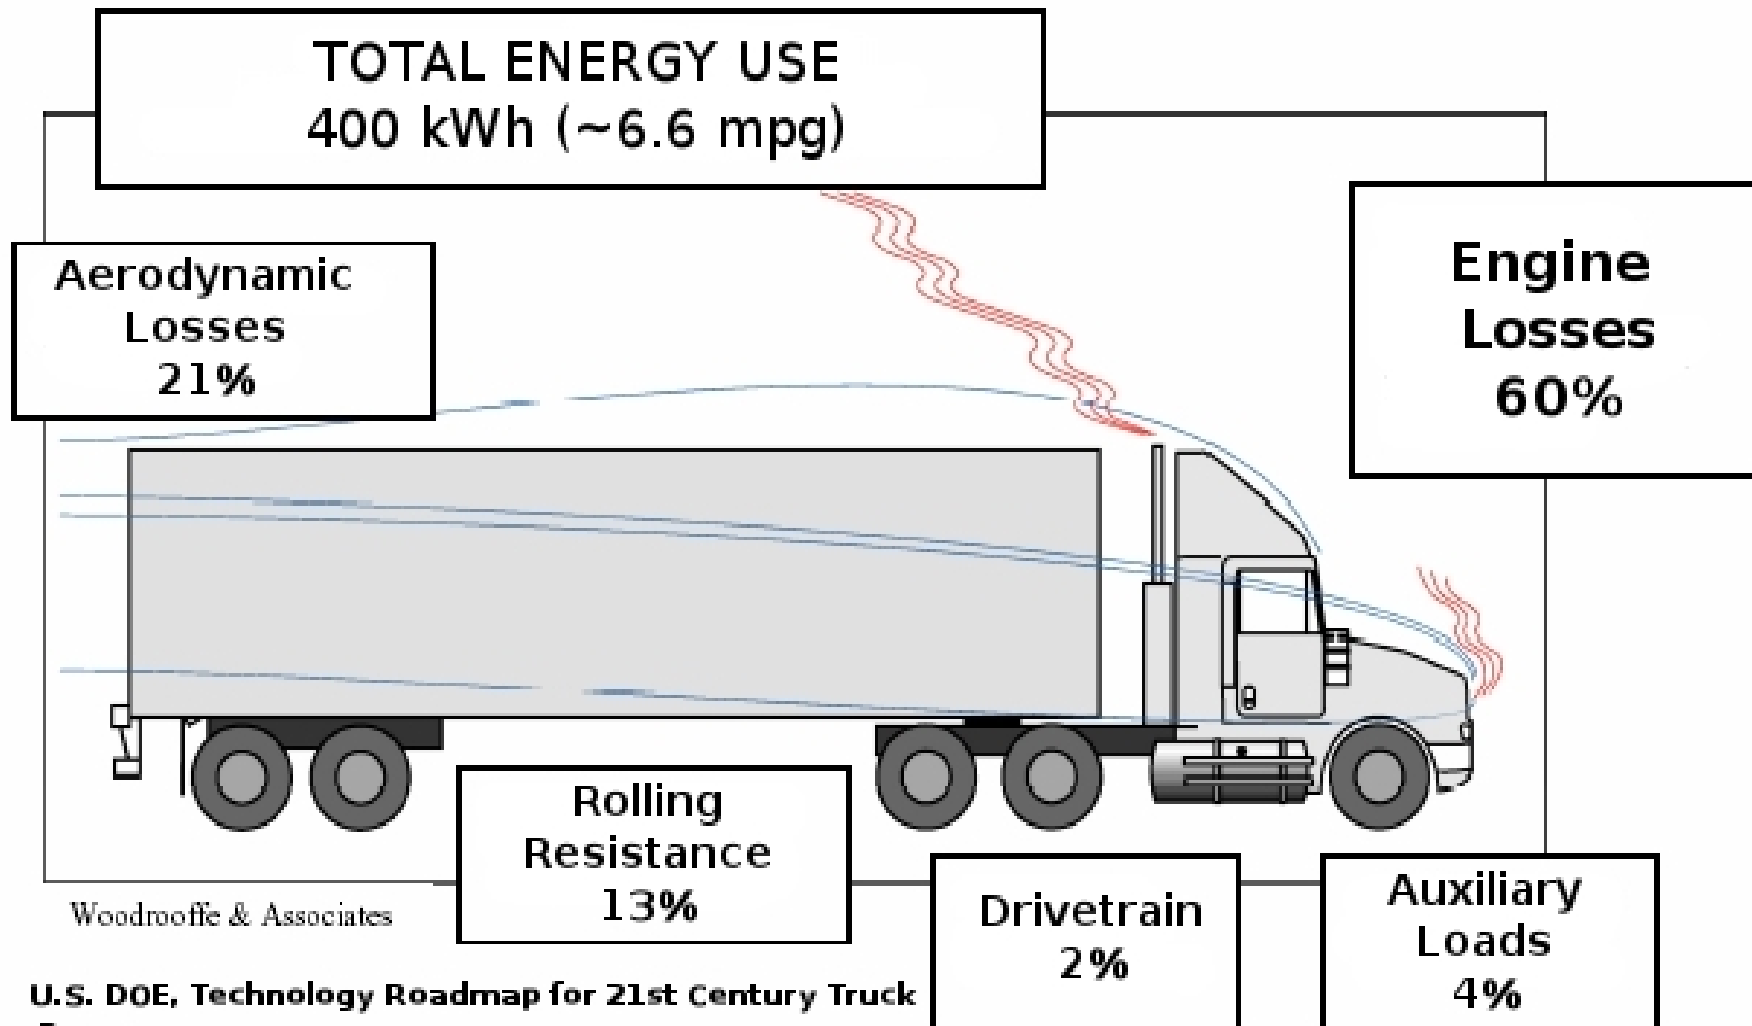 TOTAL ENERGY USE
400 kWh (~6.6 mpg)
Aerodynamic
Losses
21%
Engine
Losses
60%
Rolling
Resistance
13%
Drivetrain
2%
Auxiliary
Loads
4%
Woodrooffe & Associates
U.S. DOE, Technology Roadmap for 21st Century Truck